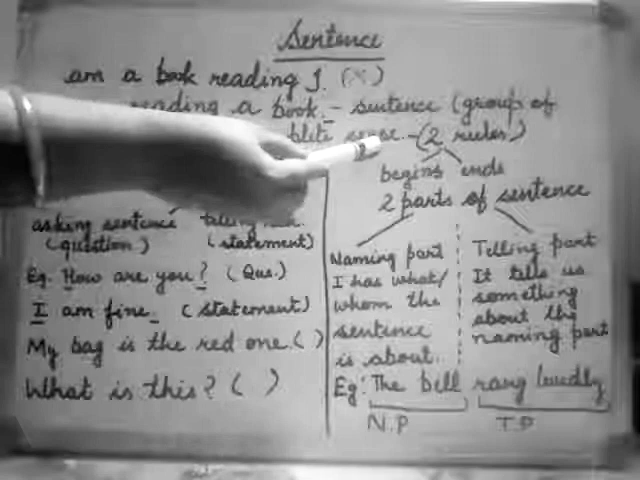 Sentence
am a book reading I. (×)
reading a book. - sentence (group of
sense. - (2 rules)
begins ends
2 parts of sentence
asking sentence
(question) (statement)
Eg. How are you? (Que.)
I am fine. (statement)
My bag is the red one. ( )
What is this? ( )
Naming part
I has what/
whom the
sentence
is about.
Telling part
It tells us
something
about the
naming part
Eg: The bell rang loudly
N.P T.P